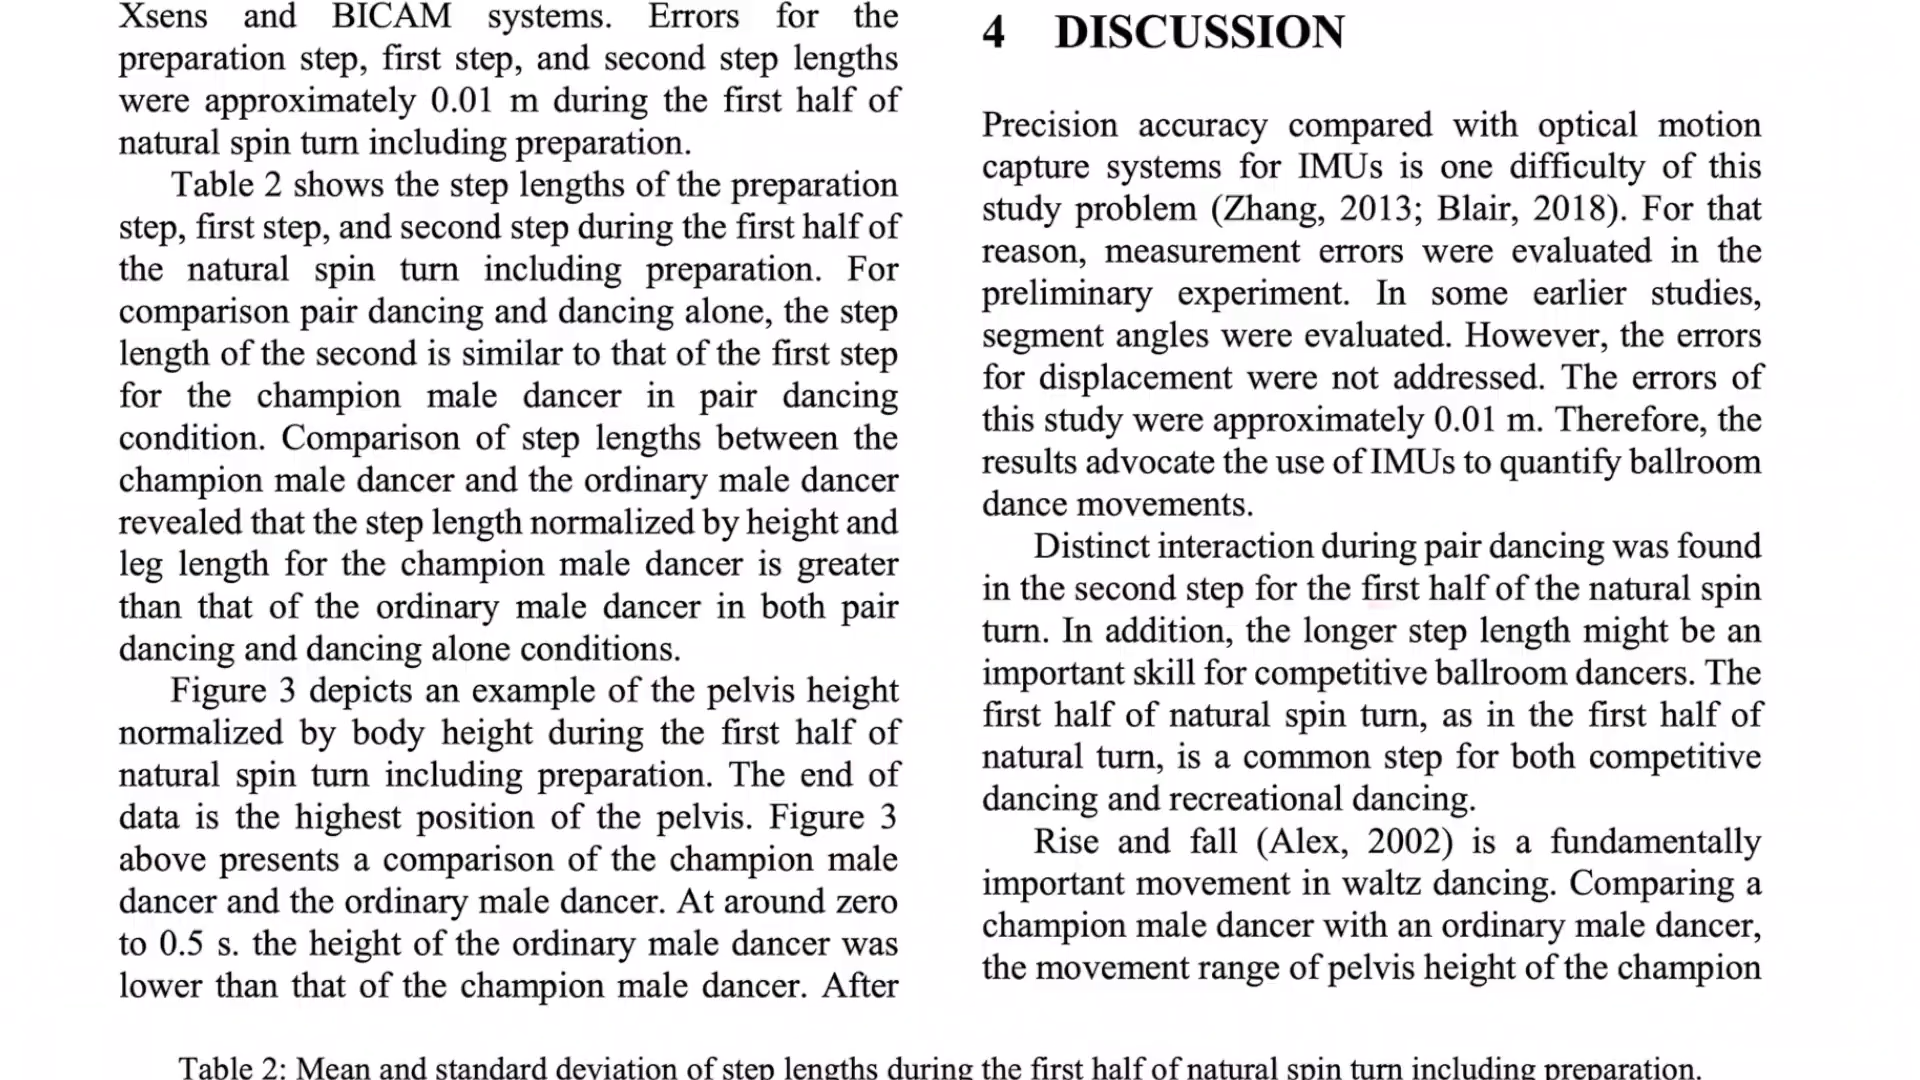 Xsens and BICAM systems. Errors for the
preparation step, first step, and second step lengths
were approximately 0.01 m during the first half of
natural spin turn including preparation.
Table 2 shows the step lengths of the preparation
step, first step, and second step during the first half of
the natural spin turn including preparation. For
comparison pair dancing and dancing alone, the step
length of the second is similar to that of the first step
for the champion male dancer in pair dancing
condition. Comparison of step lengths between the
champion male dancer and the ordinary male dancer
revealed that the step length normalized by height and
leg length for the champion male dancer is greater
than that of the ordinary male dancer in both pair
dancing and dancing alone conditions.
Figure 3 depicts an example of the pelvis height
normalized by body height during the first half of
natural spin turn including preparation. The end of
data is the highest position of the pelvis. Figure 3
above presents a comparison of the champion male
dancer and the ordinary male dancer. At around zero
to 0.5 s. the height of the ordinary male dancer was
lower than that of the champion male dancer. After
4 DISCUSSION
Precision accuracy compared with optical motion
capture systems for IMUs is one difficulty of this
study problem (Zhang, 2013; Blair, 2018). For that
reason, measurement errors were evaluated in the
preliminary experiment. In some earlier studies,
segment angles were evaluated. However, the errors
for displacement were not addressed. The errors of
this study were approximately 0.01 m. Therefore, the
results advocate the use of IMUs to quantify ballroom
dance movements.
Distinct interaction during pair dancing was found
in the second step for the first half of the natural spin
turn. In addition, the longer step length might be an
important skill for competitive ballroom dancers. The
first half of natural spin turn, as in the first half of
natural turn, is a common step for both competitive
dancing and recreational dancing.
Rise and fall (Alex, 2002) is a fundamentally
important movement in waltz dancing. Comparing a
champion male dancer with an ordinary male dancer,
the movement range of pelvis height of the champion
Table 2: Mean and standard deviation of step lengths during the first half of natural spin turn including preparation.